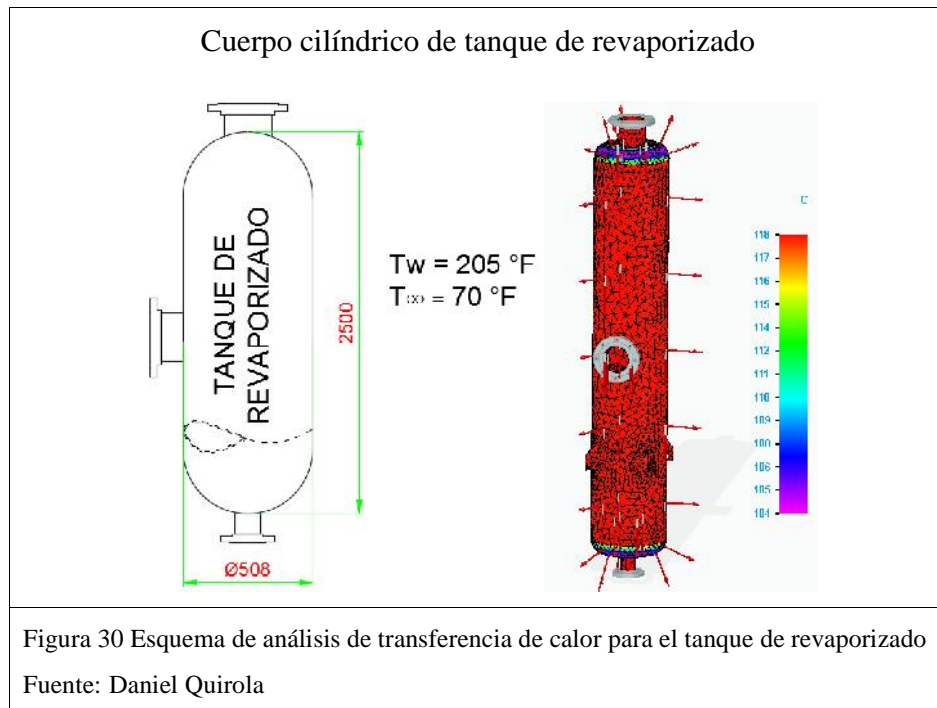 Cuerpo cilíndrico de tanque de revaporizado
TANQUE DE
REVAPORIZADO
2500
Ø508
Tw = 205 °F
T(∞) = 70 °F
C
118
117
116
114
113
112
111
110
109
108
106
105
104
Figura 30 Esquema de análisis de transferencia de calor para el tanque de revaporizado
Fuente: Daniel Quirola